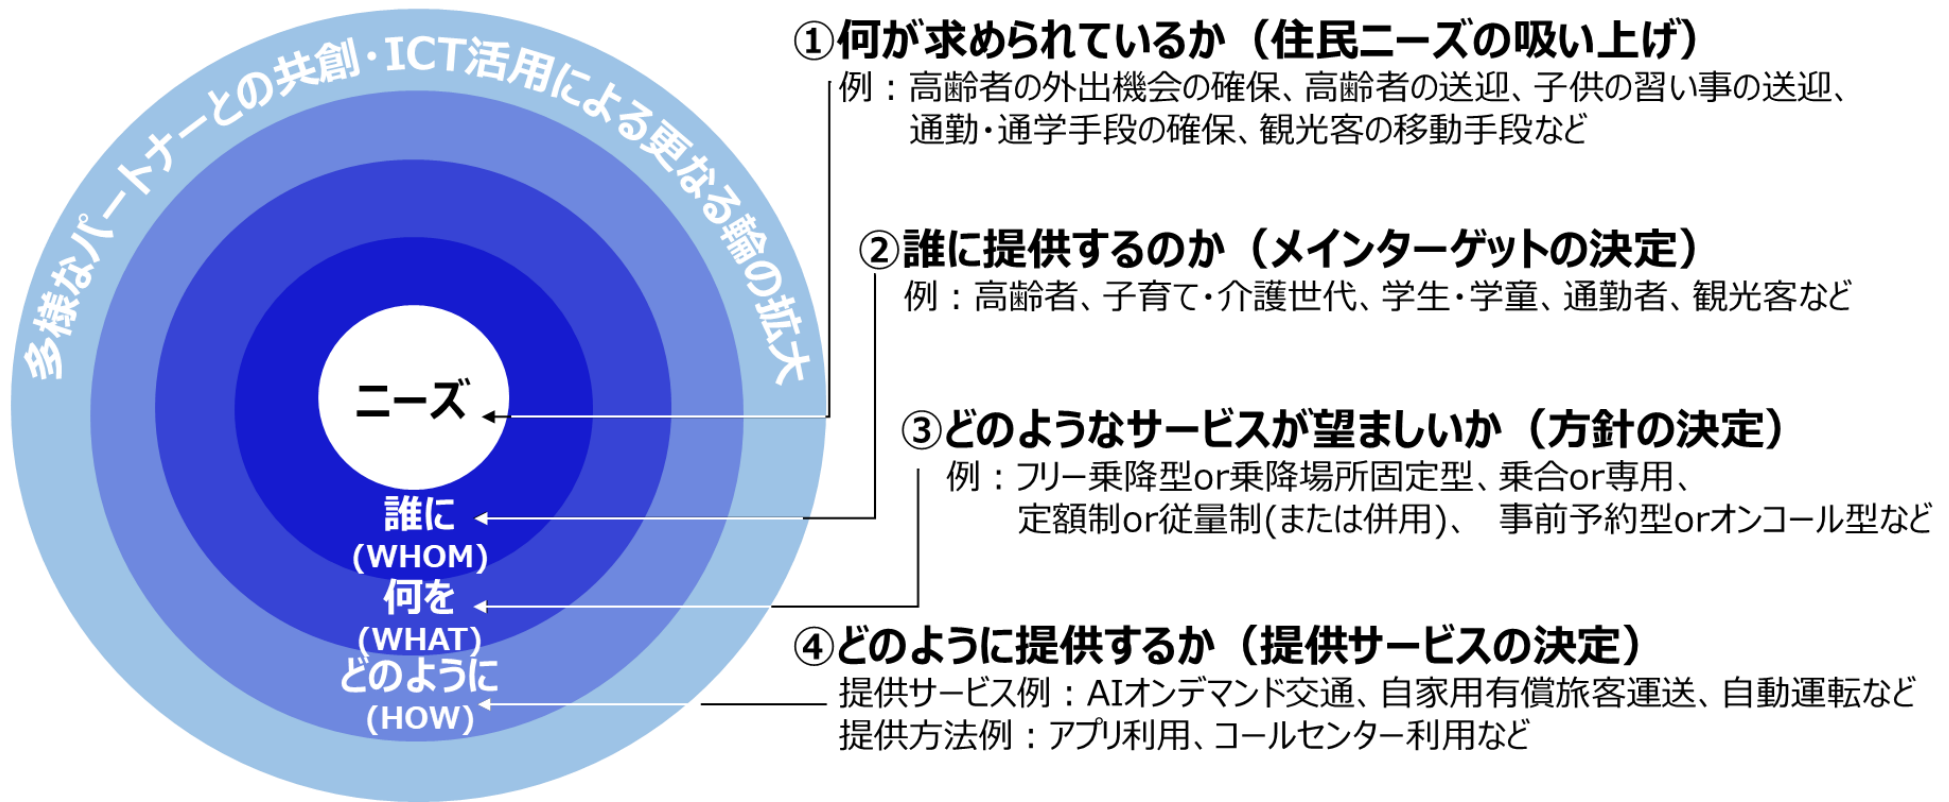 多様なパートナーとの共創・ICT活用による更なる輪の拡大
ニーズ
誰に
(WHOM)
何を
(WHAT)
どのように
(HOW)
①何が求められているか（住民ニーズの吸い上げ）
例：高齢者の外出機会の確保、高齢者の送迎、子供の習い事の送迎、
通勤・通学手段の確保、観光客の移動手段など
②誰に提供するのか（メインターゲットの決定）
例：高齢者、子育て・介護世代、学生・学童、通勤者、観光客など
③どのようなサービスが望ましいか（方針の決定）
例：フリー乗降型or乗降場所固定型、乗合or専用、
定額制or従量制(または併用)、 事前予約型orオンコール型など
④どのように提供するか（提供サービスの決定）
提供サービス例：AIオンデマンド交通、自家用有償旅客運送、自動運転など
提供方法例：アプリ利用、コールセンター利用など